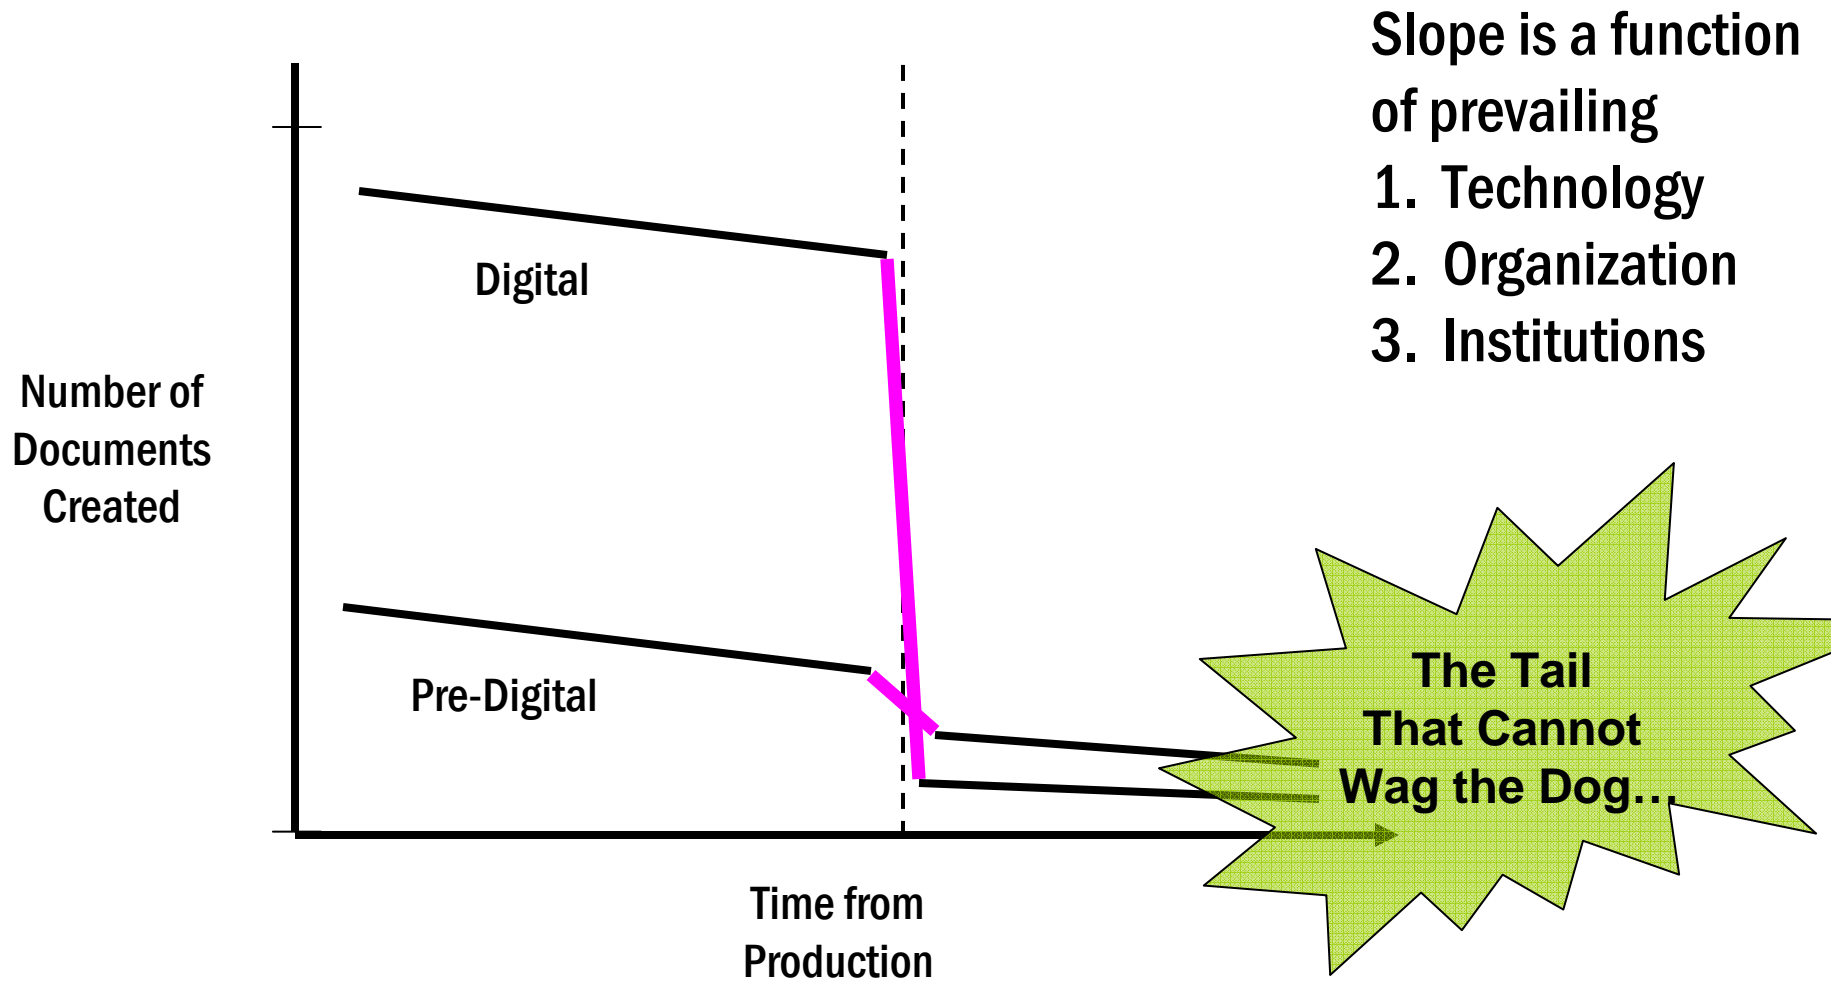 Slope is a function
of prevailing
1. Technology
2. Organization
3. Institutions
Digital
Number of
Documents
Created
Pre-Digital
The Tail
That Cannot
Wag the Dog...
Time from
Production